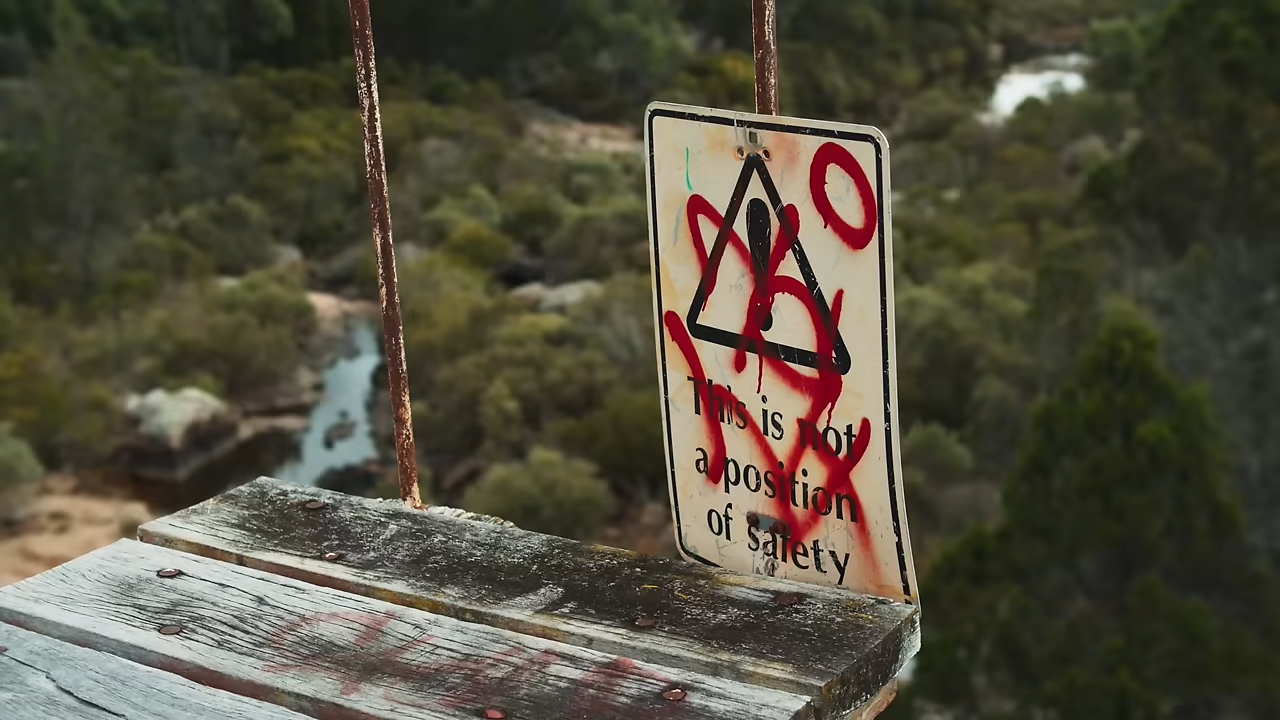 This is not
a position
of safety